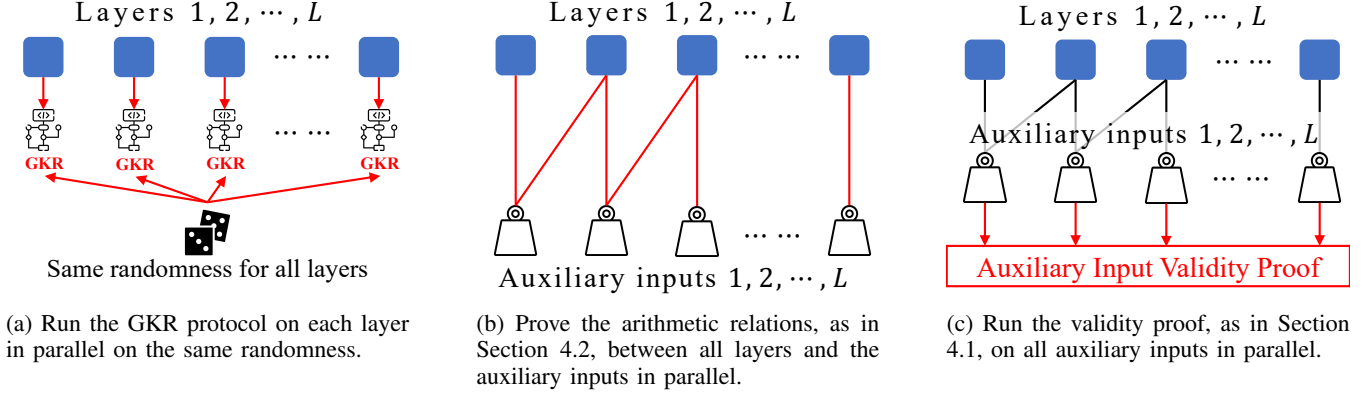 Layers 1, 2, ⋯, L
⋯ ⋯
</>
</>
</>
</>
⋯ ⋯
GKR
GKR
GKR
GKR
Same randomness for all layers
(a) Run the GKR protocol on each layer
in parallel on the same randomness.
Layers 1, 2, ⋯, L
⋯ ⋯
⋯ ⋯
Auxiliary inputs 1, 2, ⋯, L
(b) Prove the arithmetic relations, as in
Section 4.2, between all layers and the
auxiliary inputs in parallel.
Layers 1, 2, ⋯, L
⋯ ⋯
Auxiliary inputs 1, 2, ⋯, L
⋯ ⋯
Auxiliary Input Validity Proof
(c) Run the validity proof, as in Section
4.1, on all auxiliary inputs in parallel.